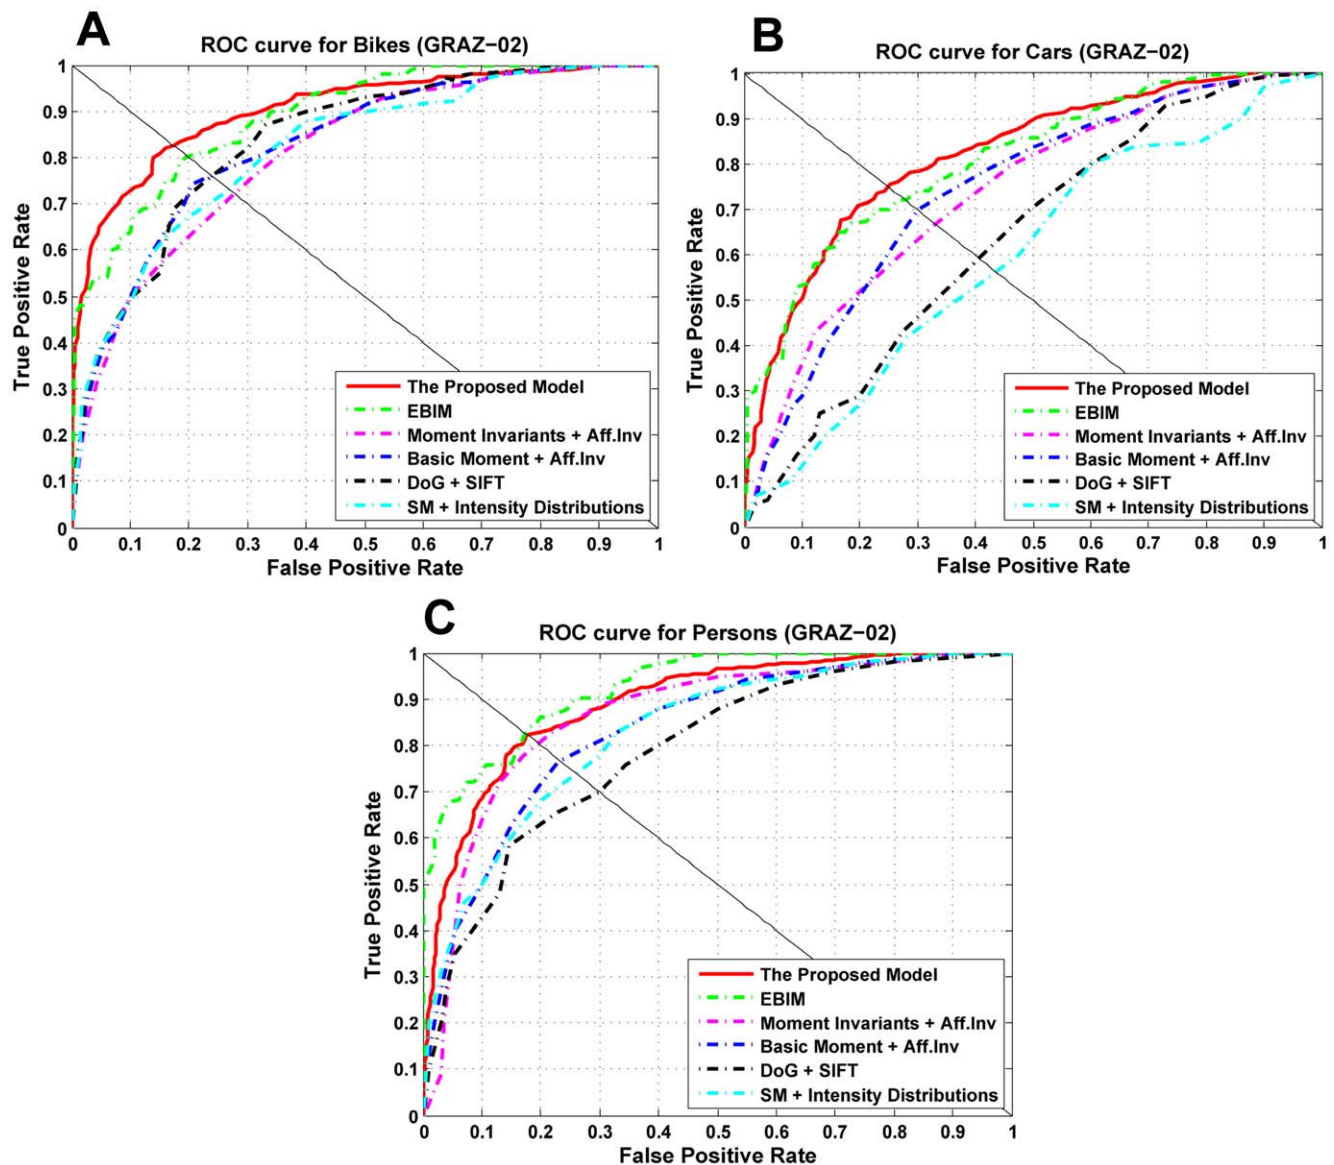 A
ROC curve for Bikes (GRAZ−02)
1
0.9
0.8
0.7
0.6
0.5
0.4
0.3
0.2
0.1
0
True Positive Rate
The Proposed Model
EBIM
Moment Invariants + Aff.Inv
Basic Moment + Aff.Inv
DoG + SIFT
SM + Intensity Distributions
0 0.1 0.2 0.3 0.4 0.5 0.6 0.7 0.8 0.9 1
False Positive Rate
B
ROC curve for Cars (GRAZ−02)
1
0.9
0.8
0.7
0.6
0.5
0.4
0.3
0.2
0.1
0
True Positive Rate
The Proposed Model
EBIM
Moment Invariants + Aff.Inv
Basic Moment + Aff.Inv
DoG + SIFT
SM + Intensity Distributions
0 0.1 0.2 0.3 0.4 0.5 0.6 0.7 0.8 0.9 1
False Positive Rate
C
ROC curve for Persons (GRAZ−02)
1
0.9
0.8
0.7
0.6
0.5
0.4
0.3
0.2
0.1
0
True Positive Rate
The Proposed Model
EBIM
Moment Invariants + Aff.Inv
Basic Moment + Aff.Inv
DoG + SIFT
SM + Intensity Distributions
0 0.1 0.2 0.3 0.4 0.5 0.6 0.7 0.8 0.9 1
False Positive Rate